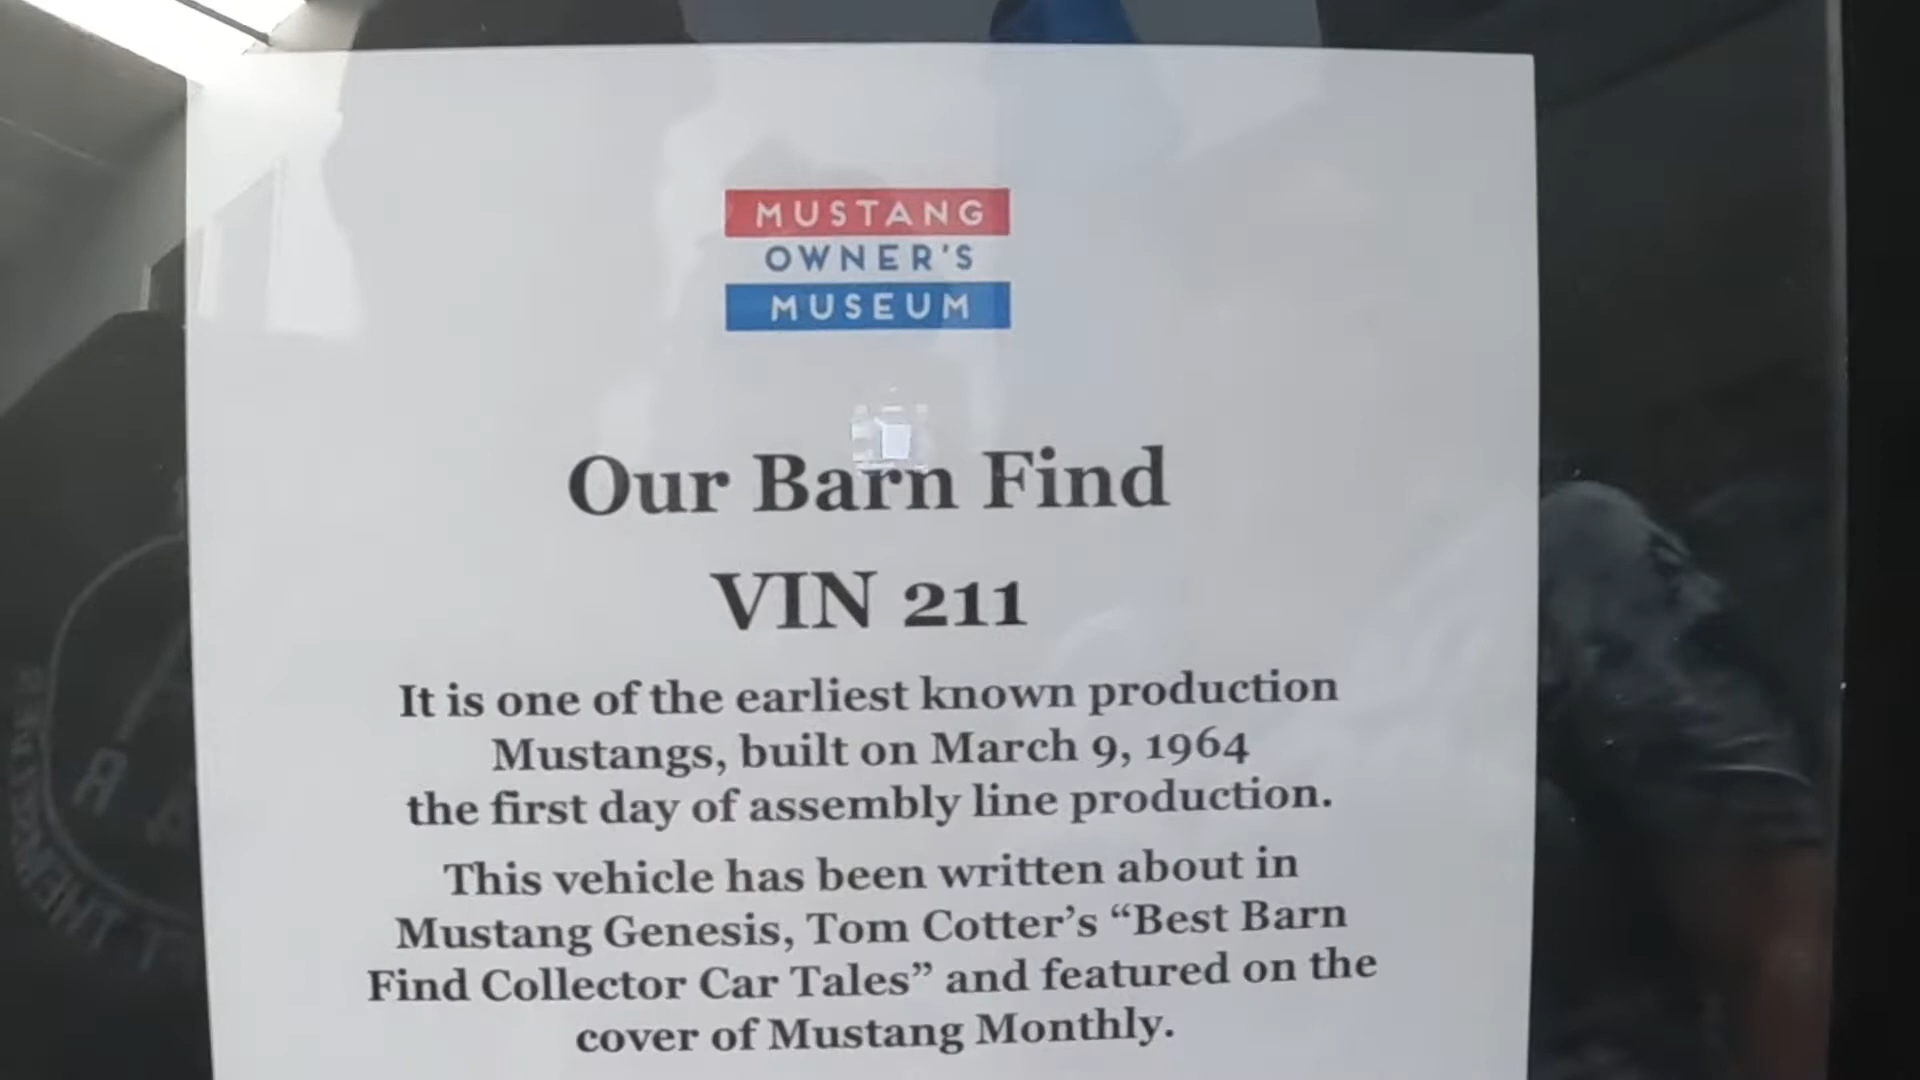 MUSTANG
OWNER'S
MUSEUM
Our Barn Find
VIN 211
It is one of the earliest known production
Mustangs, built on March 9, 1964
the first day of assembly line production.
This vehicle has been written about in
Mustang Genesis, Tom Cotter’s “Best Barn
Find Collector Car Tales” and featured on the
cover of Mustang Monthly.